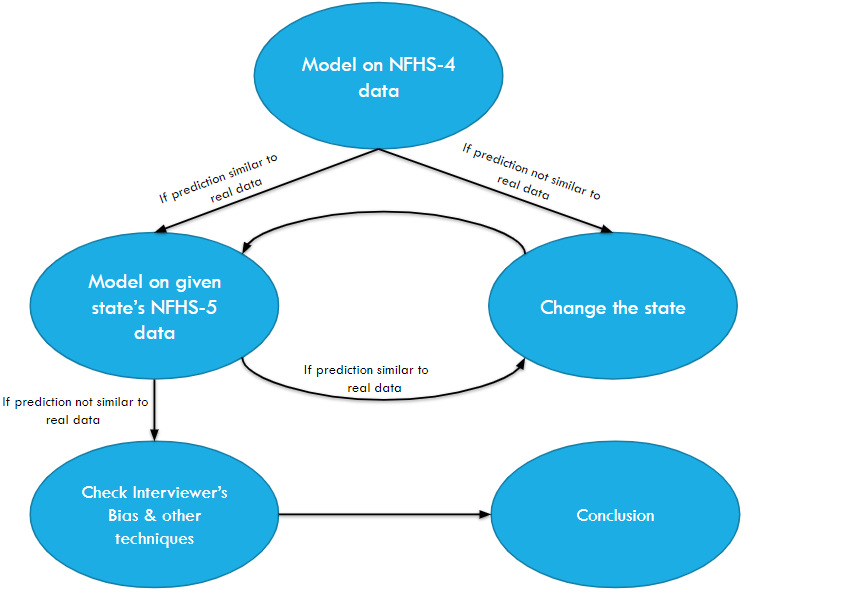 Model on NFHS-4
data
If prediction similar to
real data
If prediction not similar to
real data
Model on given
state's NFHS-5
data
Change the state
If prediction similar to
real data
If prediction not similar to
real data
Check Interviewer's
Bias & other
techniques
Conclusion